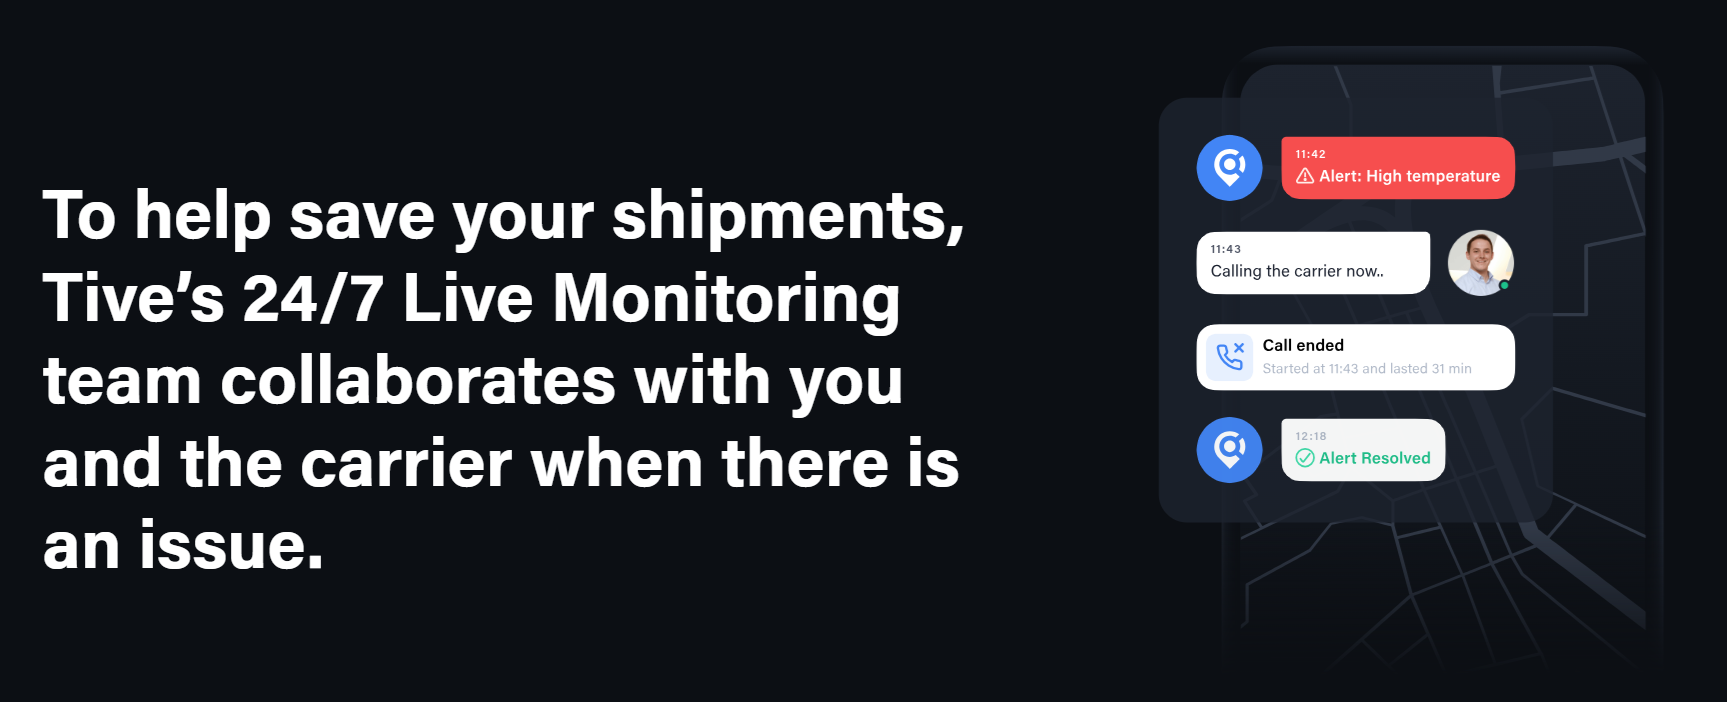 To help save your shipments,
Tive’s 24/7 Live Monitoring
team collaborates with you
and the carrier when there is
an issue.
11:42
Alert: High temperature
11:43
Calling the carrier now..
Call ended
Started at 11:43 and lasted 31 min
12:18
Alert Resolved